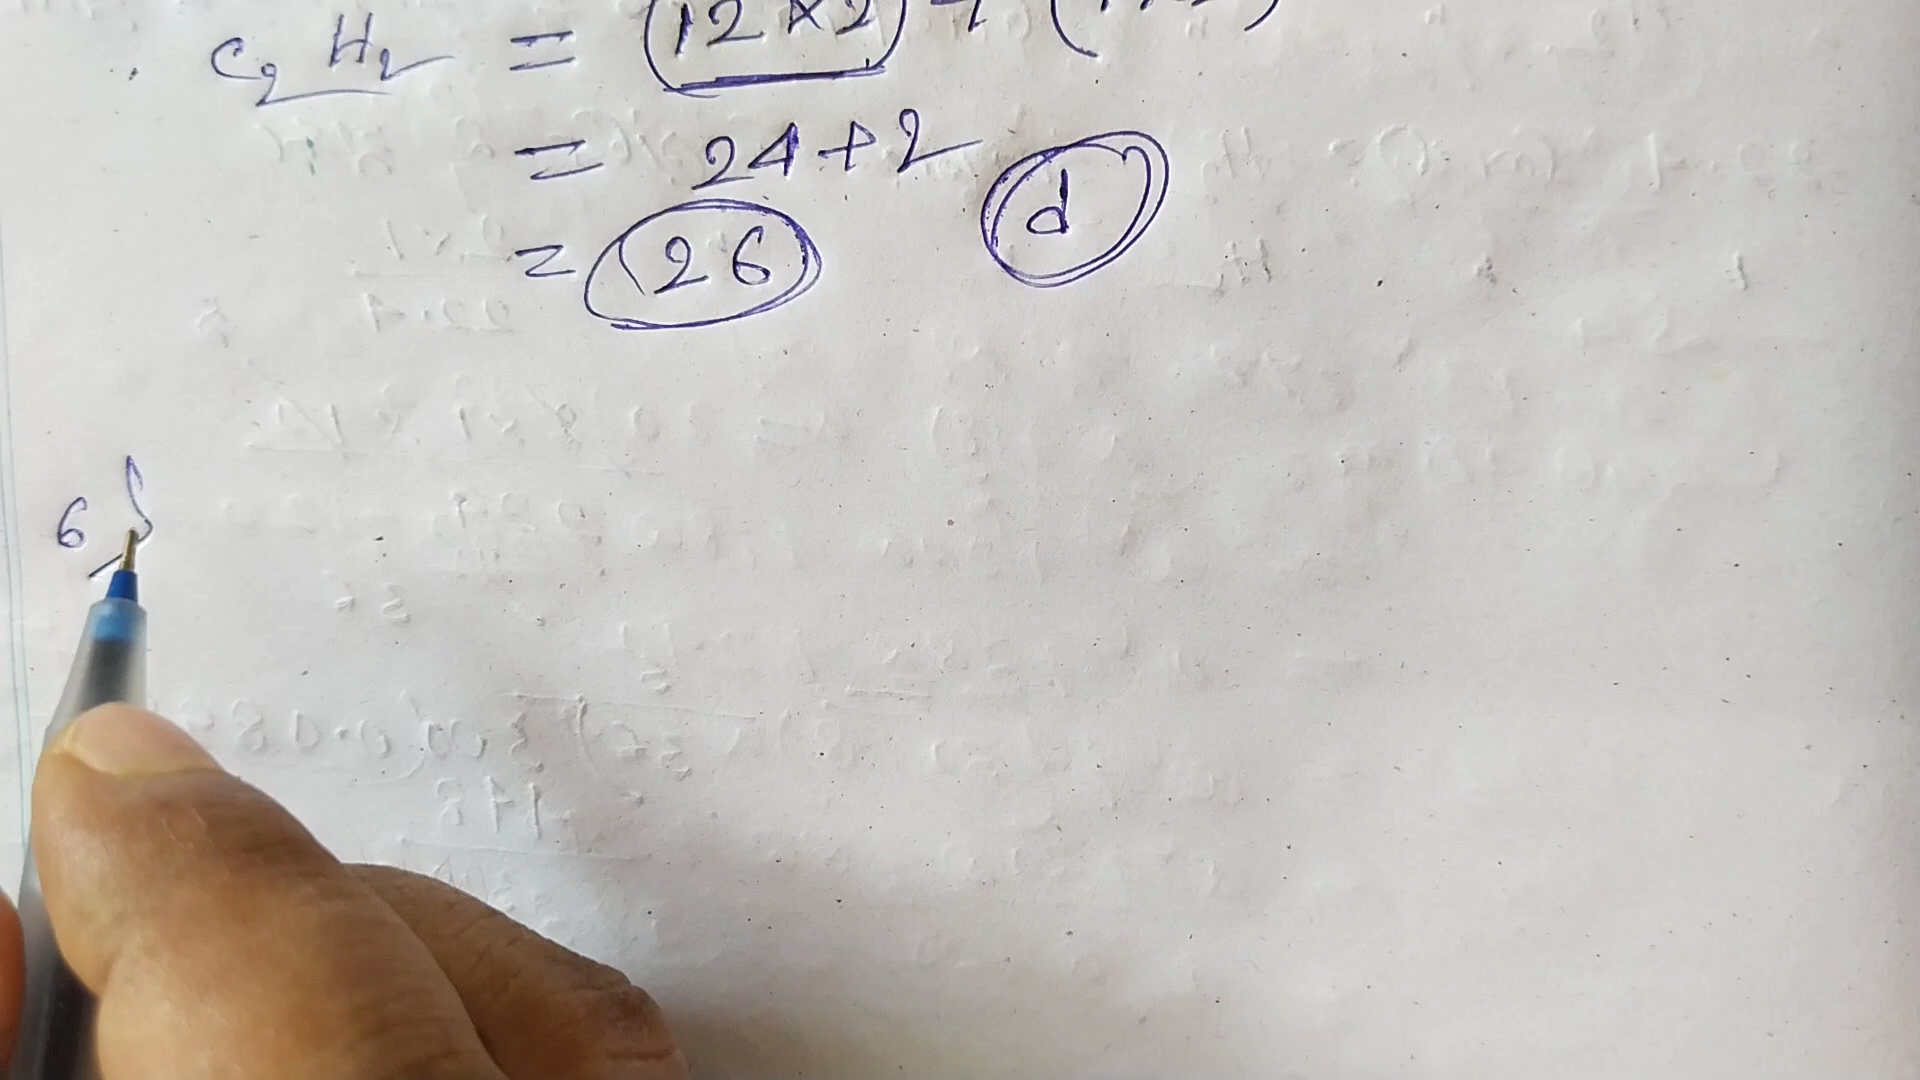 C₂ H₂ = (12 × 2) + (
= 24 + 2
= 26 d
6)